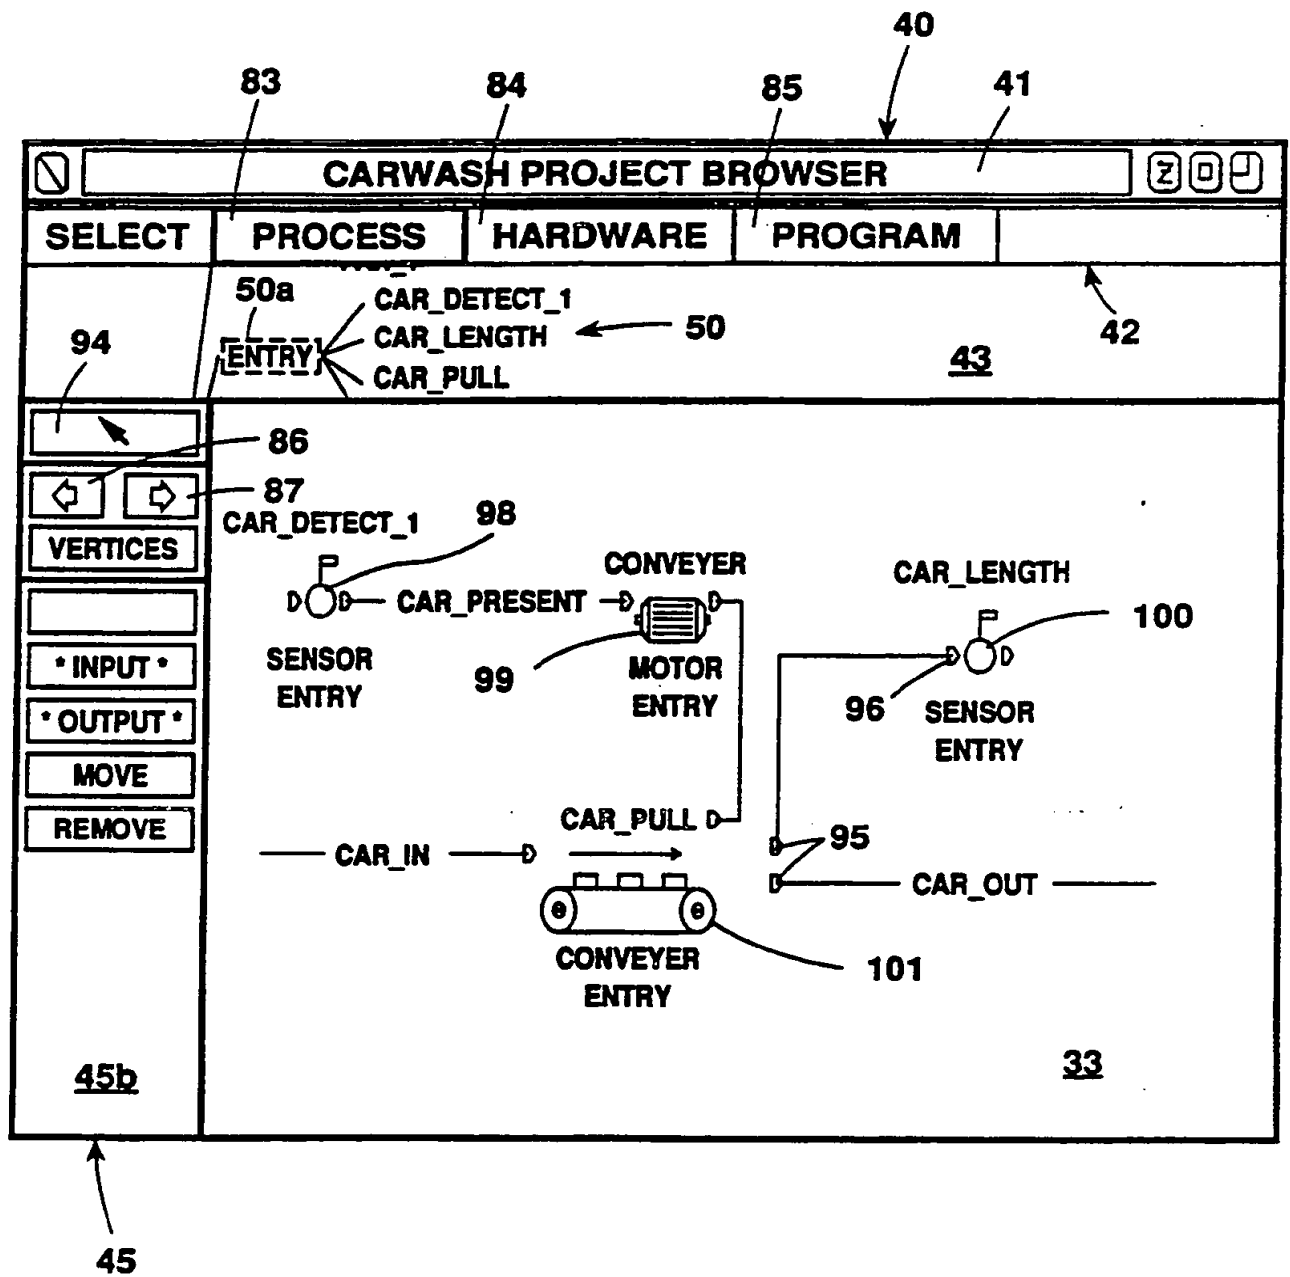 40
83
84
85
41
CARWASH PROJECT BROWSER
Z
SELECT
PROCESS
HARDWARE
PROGRAM
50a
CAR_DETECT_1
ENTRY
CAR_LENGTH
50
42
CAR_PULL
43
94
86
87
CAR_DETECT_1
98
VERTICES
CONVEYER
CAR_LENGTH
CAR_PRESENT
100
* INPUT *
SENSOR
ENTRY
99
MOTOR
ENTRY
96
SENSOR
ENTRY
* OUTPUT *
MOVE
REMOVE
CAR_PULL
95
CAR_IN
CAR_OUT
CONVEYER
ENTRY
101
45b
33
45